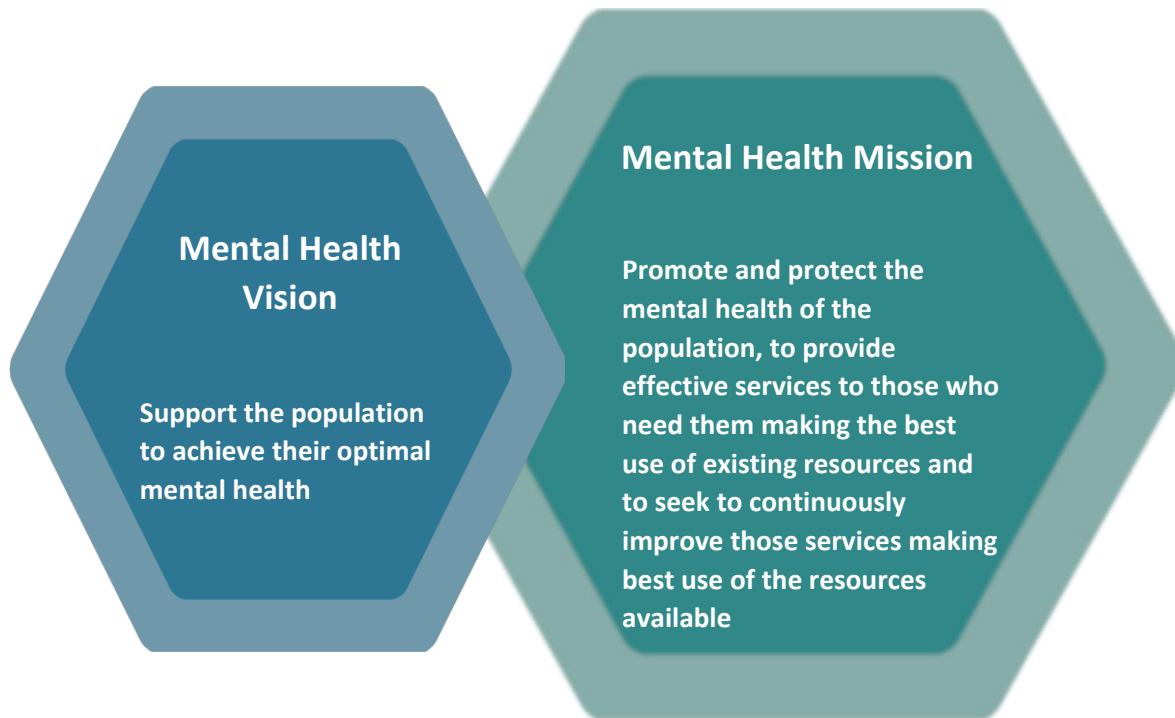 Mental Health
Vision
Support the population
to achieve their optimal
mental health
Mental Health Mission
Promote and protect the
mental health of the
population, to provide
effective services to those who
need them making the best
use of existing resources and
to seek to continuously
improve those services making
best use of the resources
available